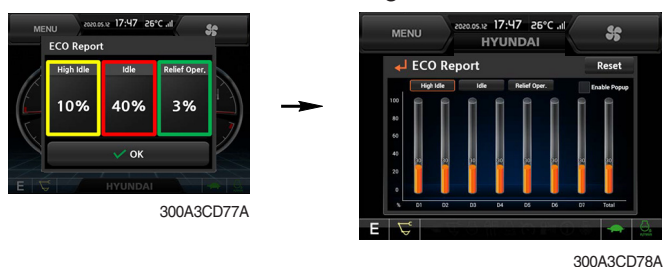 MENU
2020.05.12 17:47 26°C .ıl
ECO Report
High Idle
Idle
Relief Oper.
10%
40%
3%
OK
E
HYUNDAI
300A3CD77A
MENU
2020.05.12 17:47 26°C .ıl
HYUNDAI
ECO Report
Reset
High Idle
Idle
Relief Oper.
Enable Popup
100
80
60
40
20
0
% D1 D2 D3 D4 D5 D6 D7 Total
E
300A3CD78A